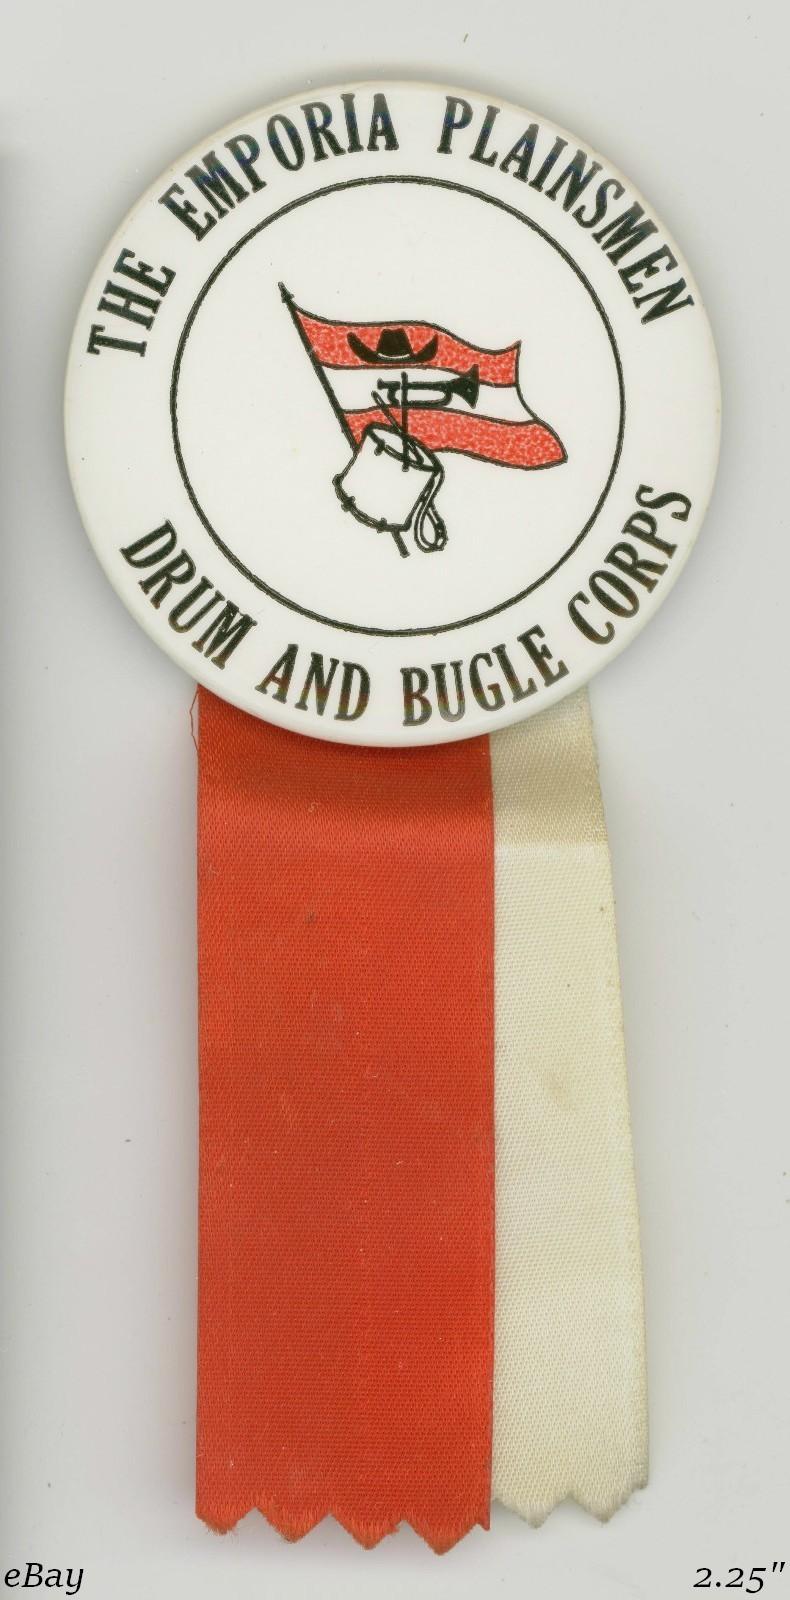 THE EMPORIA PLAINSMEN
DRUM AND BUGLE CORPS
eBay
2.25"